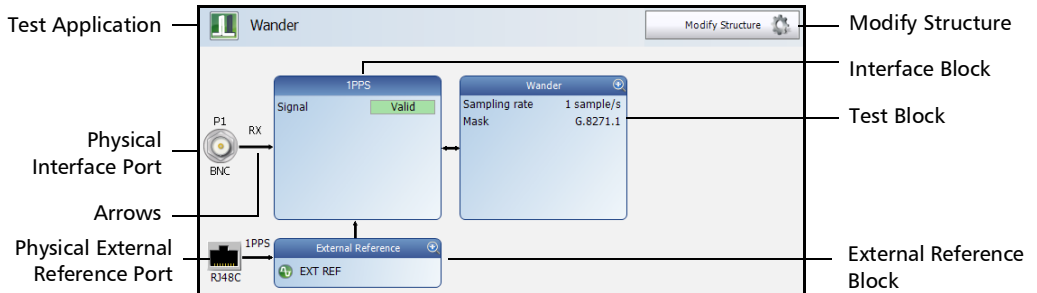 Test Application
Wander
Modify Structure
Modify Structure
Interface Block
1PPS
Wander
Signal
Valid
Sampling rate
1 sample/s
Mask
G.8271.1
Test Block
P1
RX
BNC
Physical
Interface Port
Arrows
Physical External
Reference Port
1PPS
RJ48C
External Reference
EXT REF
External Reference
Block